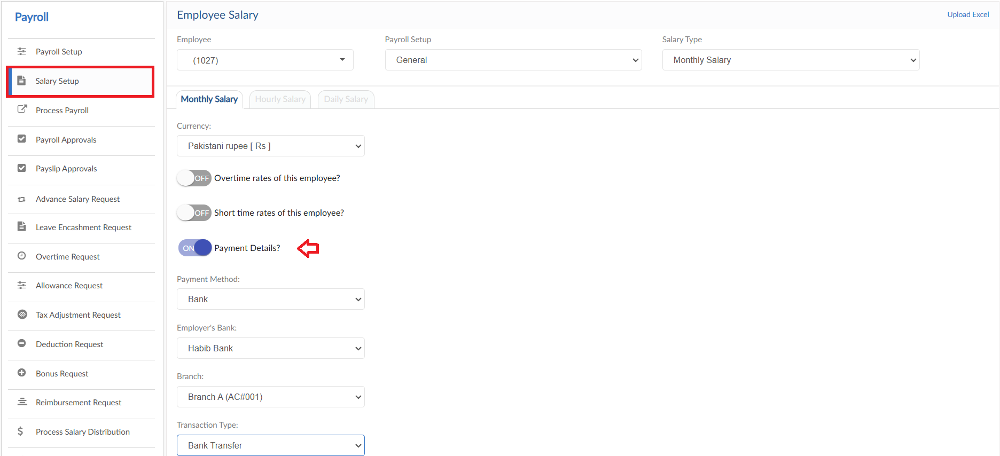 Payroll
Payroll Setup
Salary Setup
Process Payroll
Payroll Approvals
Payslip Approvals
Advance Salary Request
Leave Encashment Request
Overtime Request
Allowance Request
Tax Adjustment Request
Deduction Request
Bonus Request
Reimbursement Request
Process Salary Distribution
Employee Salary
Upload Excel
Employee
Payroll Setup
Salary Type
(1027)
General
Monthly Salary
Monthly Salary
Hourly Salary
Daily Salary
Currency:
Pakistani rupee [ Rs ]
OFF Overtime rates of this employee?
OFF Short time rates of this employee?
ON Payment Details?
Payment Method:
Bank
Employer's Bank:
Habib Bank
Branch:
Branch A (AC#001)
Transaction Type:
Bank Transfer